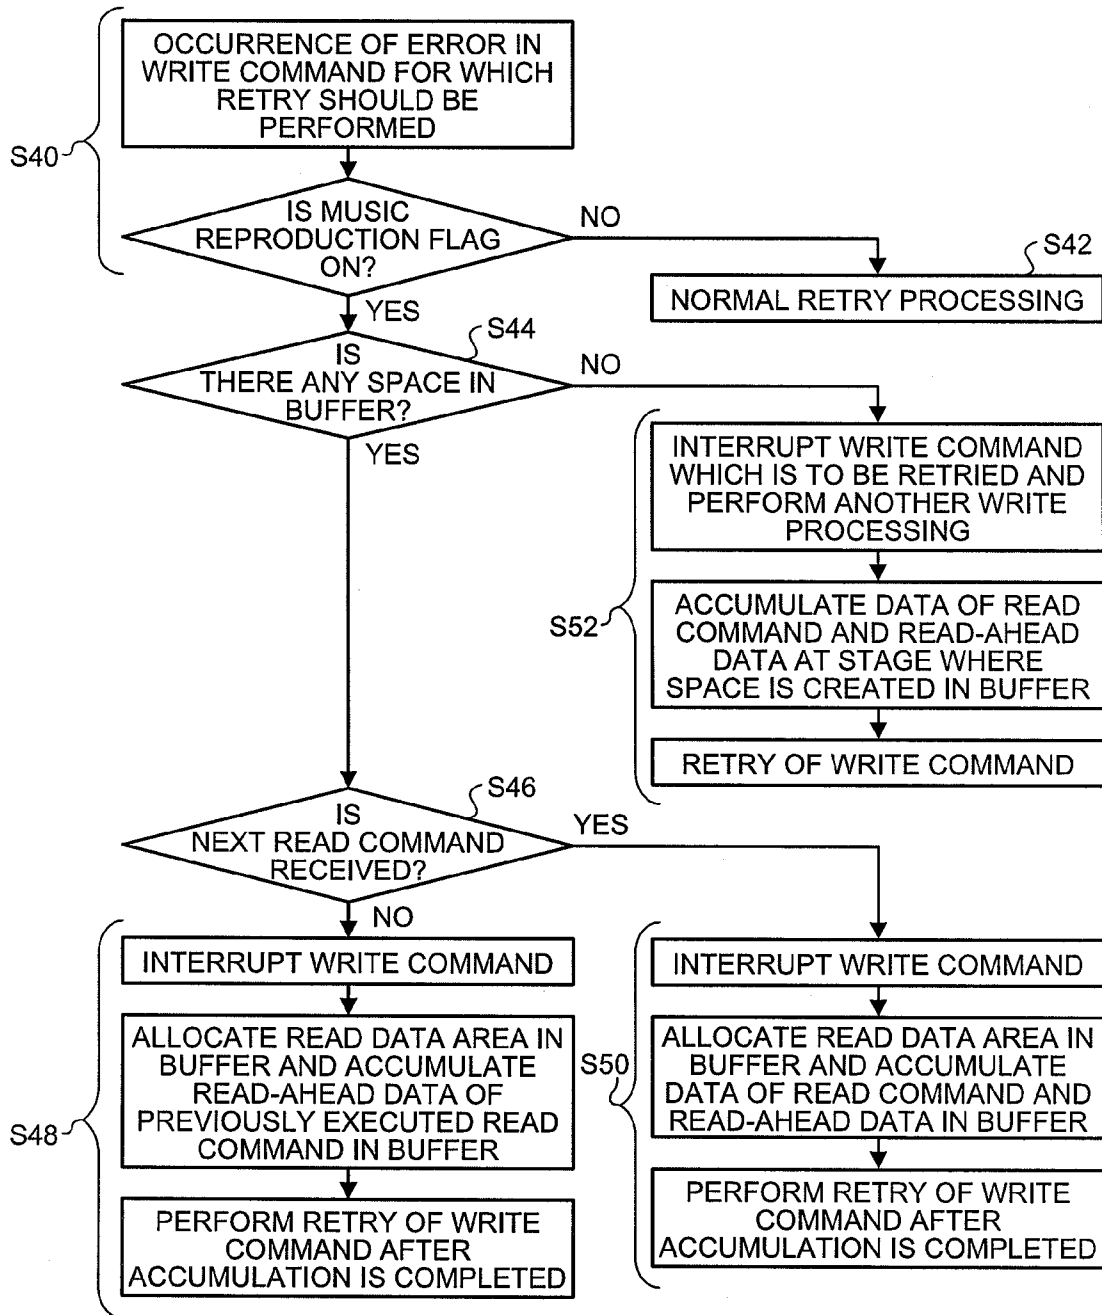 OCCURRENCE OF ERROR IN
WRITE COMMAND FOR WHICH
RETRY SHOULD BE
PERFORMED
S40
IS MUSIC
REPRODUCTION FLAG
ON?
NO
YES
S42
NORMAL RETRY PROCESSING
S44
IS
THERE ANY SPACE IN
BUFFER?
NO
YES
S52
INTERRUPT WRITE COMMAND
WHICH IS TO BE RETRIED AND
PERFORM ANOTHER WRITE
PROCESSING
ACCUMULATE DATA OF READ
COMMAND AND READ-AHEAD
DATA AT STAGE WHERE
SPACE IS CREATED IN BUFFER
RETRY OF WRITE COMMAND
S46
IS
NEXT READ COMMAND
RECEIVED?
YES
NO
S48
INTERRUPT WRITE COMMAND
ALLOCATE READ DATA AREA IN
BUFFER AND ACCUMULATE
READ-AHEAD DATA OF
PREVIOUSLY EXECUTED READ
COMMAND IN BUFFER
PERFORM RETRY OF WRITE
COMMAND AFTER
ACCUMULATION IS COMPLETED
S50
INTERRUPT WRITE COMMAND
ALLOCATE READ DATA AREA IN
BUFFER AND ACCUMULATE
DATA OF READ COMMAND AND
READ-AHEAD DATA IN BUFFER
PERFORM RETRY OF WRITE
COMMAND AFTER
ACCUMULATION IS COMPLETED